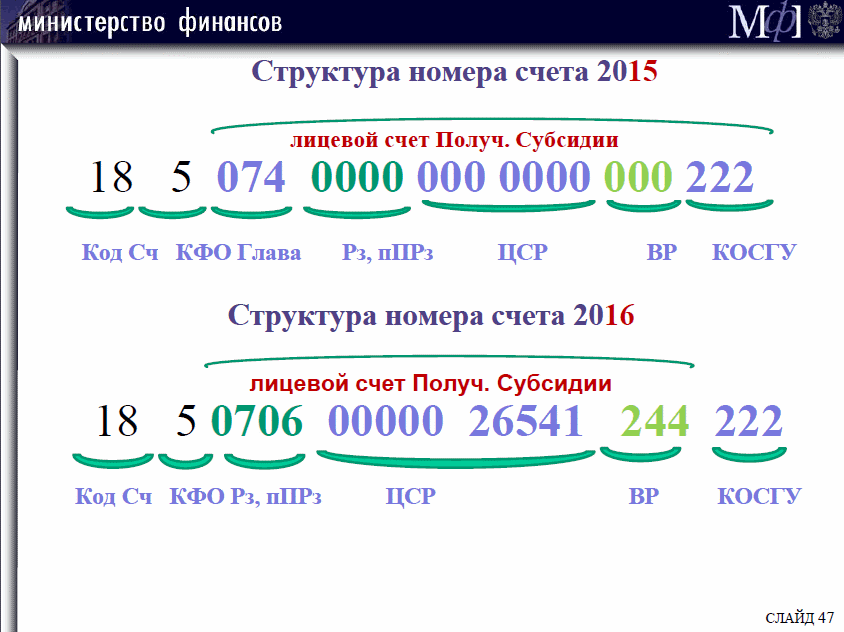 министерство финансов
Мф]
Структура номера счета 2015
лицевой счет Получ. Субсидии
18 5 074 0000 000 0000 000 222
Код Сч КФО Глава Рз, пПРз ЦСР ВР КОСГУ
Структура номера счета 2016
лицевой счет Получ. Субсидии
18 5 0706 00000 26541 244 222
Код Сч КФО Рз, пПРз ЦСР ВР КОСГУ
СЛАЙД 47